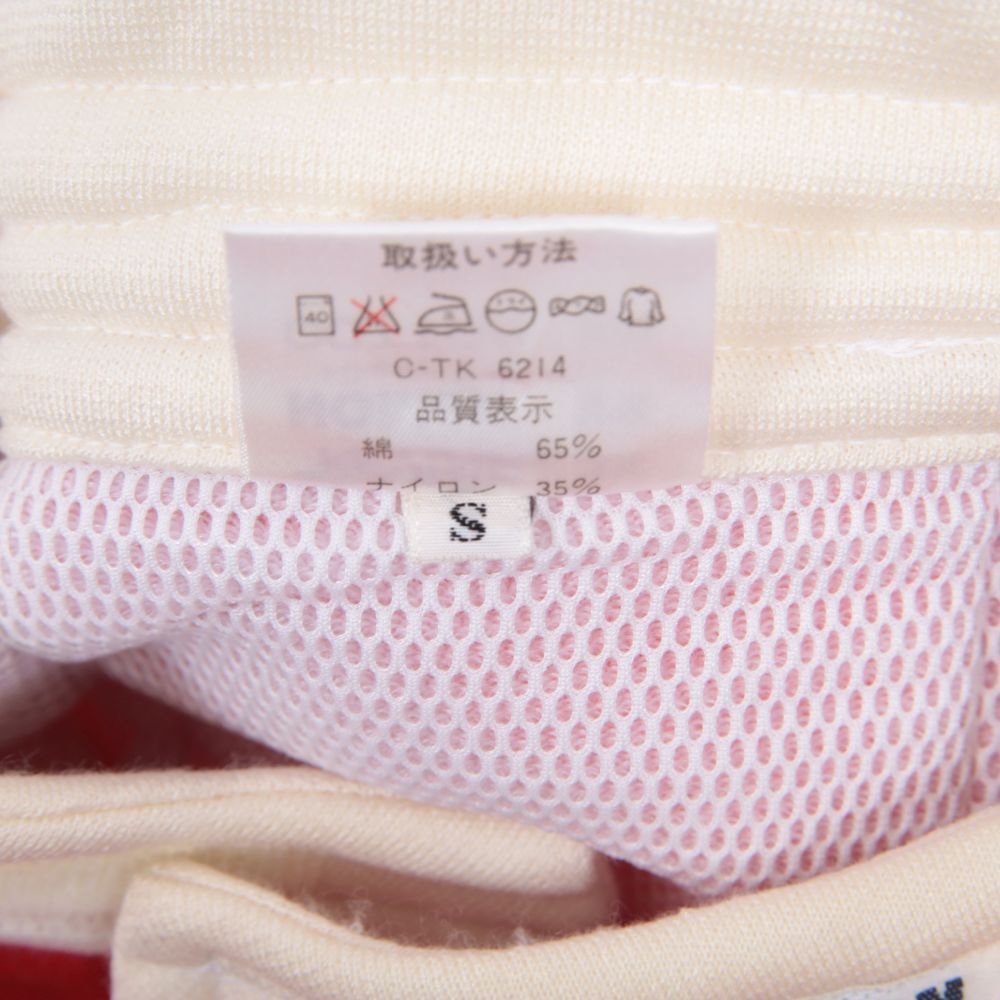 取扱い方法
40
C-TK 6214
品質表示
綿 65%
ナイロン 35%
S